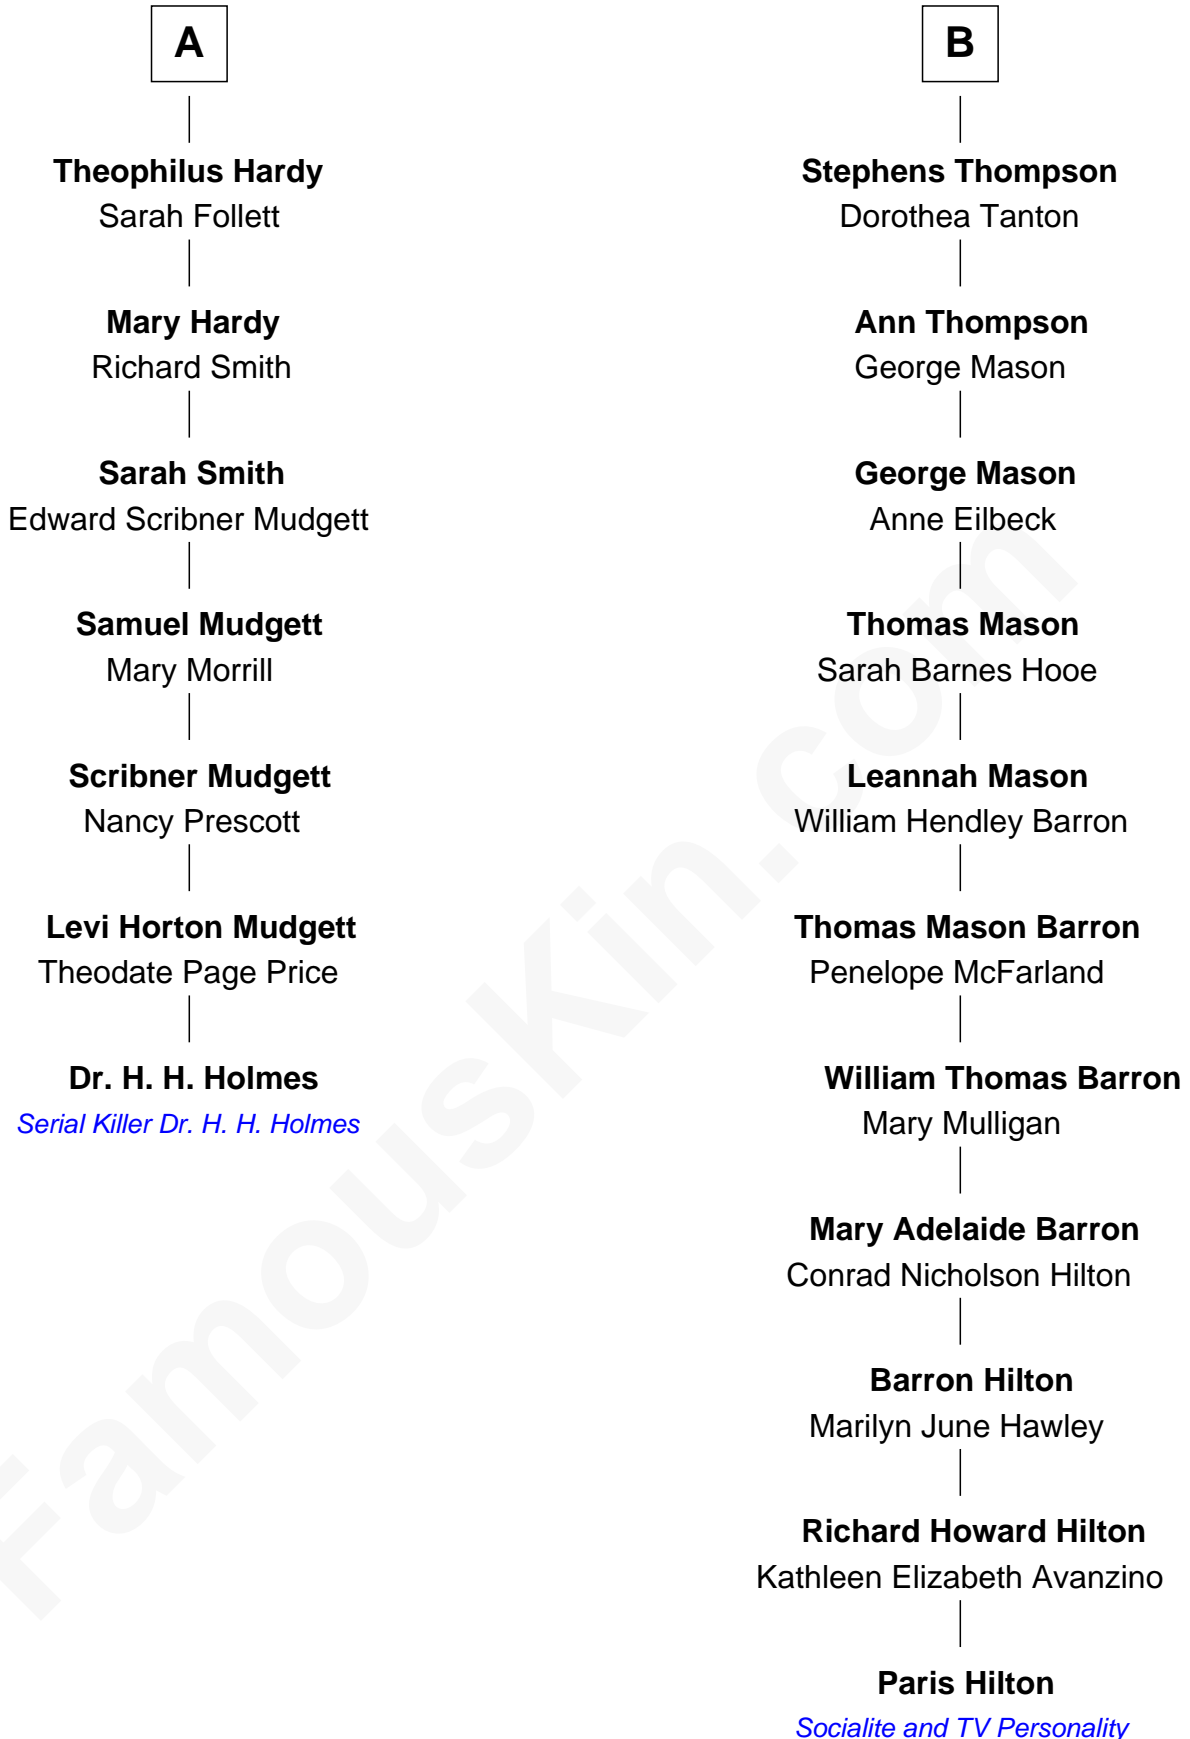 A
Theophilus Hardy
Sarah Follett
Mary Hardy
Richard Smith
Sarah Smith
Edward Scribner Mudgett
Samuel Mudgett
Mary Morrill
Scribner Mudgett
Nancy Prescott
Levi Horton Mudgett
Theodate Page Price
Dr. H. H. Holmes
Serial Killer Dr. H. H. Holmes
B
Stephens Thompson
Dorothea Tanton
Ann Thompson
George Mason
George Mason
Anne Eilbeck
Thomas Mason
Sarah Barnes Hooe
Leannah Mason
William Hendley Barron
Thomas Mason Barron
Penelope McFarland
William Thomas Barron
Mary Mulligan
Mary Adelaide Barron
Conrad Nicholson Hilton
Barron Hilton
Marilyn June Hawley
Richard Howard Hilton
Kathleen Elizabeth Avanzino
Paris Hilton
Socialite and TV Personality
FamousKin.com